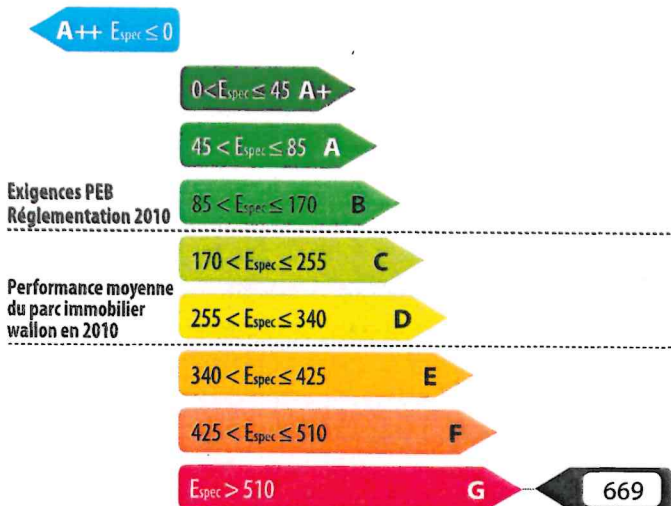 A++ Espec ≤ 0
0 < Espec ≤ 45 A+
45 < Espec ≤ 85 A
Exigences PEB
Réglementation 2010
85 < Espec ≤ 170 B
170 < Espec ≤ 255 C
Performance moyenne
du parc immobilier
wallon en 2010
255 < Espec ≤ 340 D
340 < Espec ≤ 425 E
425 < Espec ≤ 510 F
Espec > 510 G 669